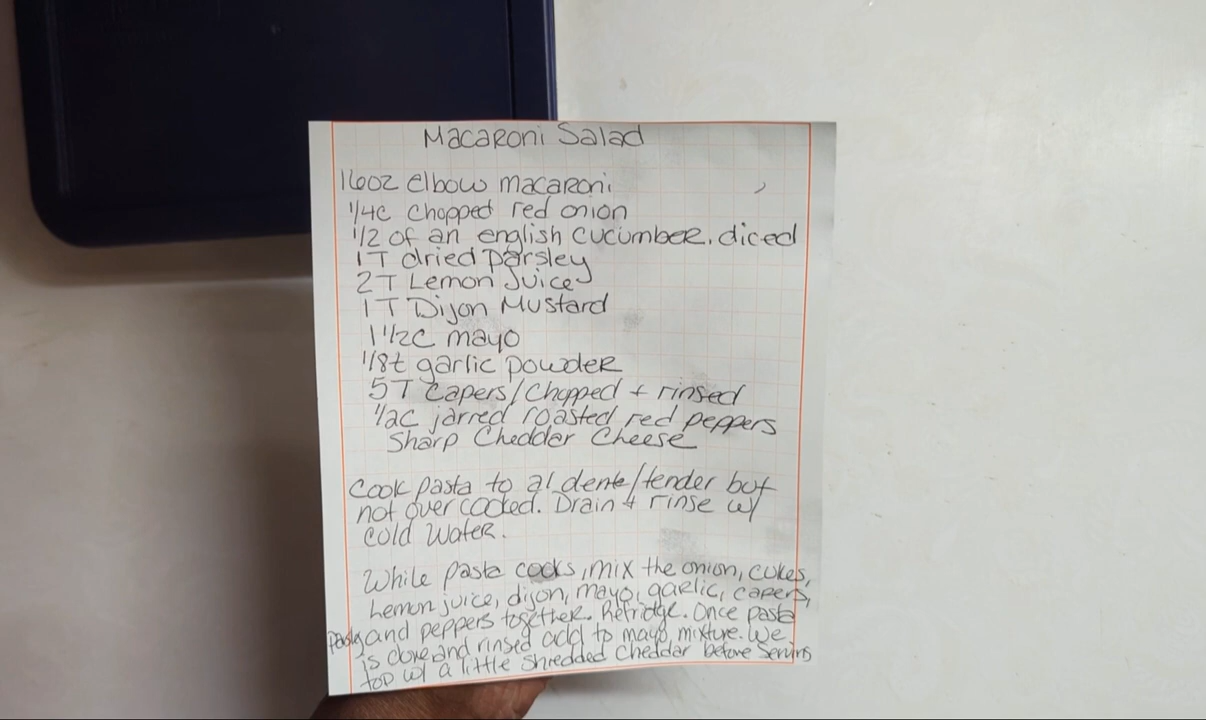 Macaroni Salad
16oz elbow macaroni
1/4c chopped red onion
1/2 of an english cucumber, diced
1T dried parsley
2T Lemon Juice
1T Dijon Mustard
1 1/2c mayo
1/8t garlic powder
5T capers/chopped + rinsed
1/2c jarred roasted red peppers
Sharp Cheddar Cheese
Cook pasta to al dente/tender but
not over cooked. Drain + rinse w/
cold water.
While pasta cooks, mix the onion, cukes,
Lemon juice, dijon, mayo, garlic, capers,
parsley and peppers together. Refridge. Once pasta
is done and rinsed add to mayo mixture. We
top w/ a little shredded cheddar before serving